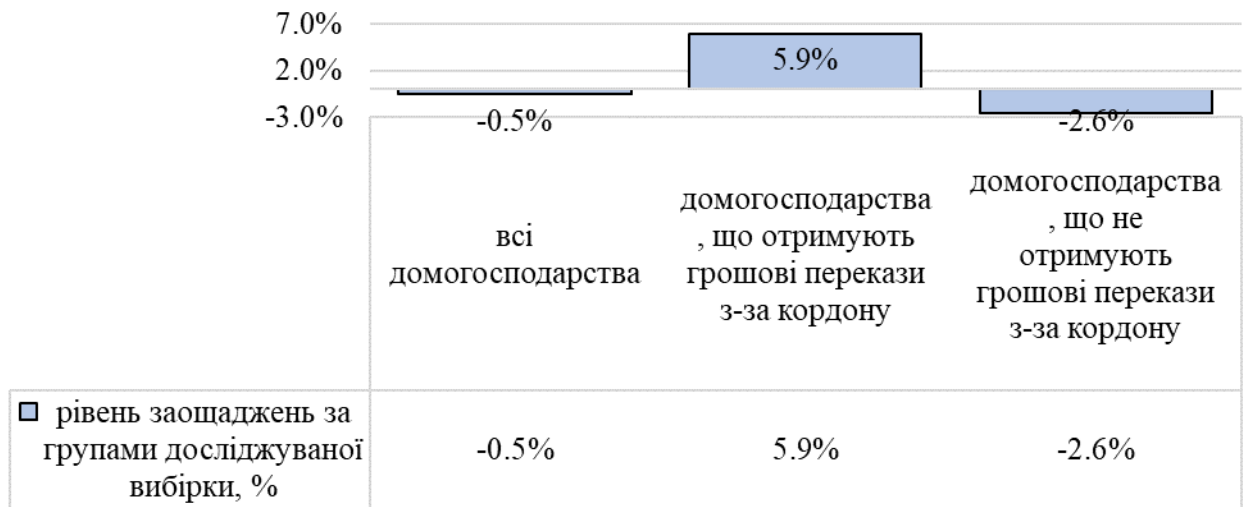 7.0%
2.0%
-3.0%
-0.5%
5.9%
-2.6%
всі
домогосподарства
домогосподарства
, що отримують
грошові перекази
з-за кордону
домогосподарства
, що не
отримують
грошові перекази
з-за кордону
рівень заощаджень за
групами досліджуваної
вибірки, %
-0.5%
5.9%
-2.6%